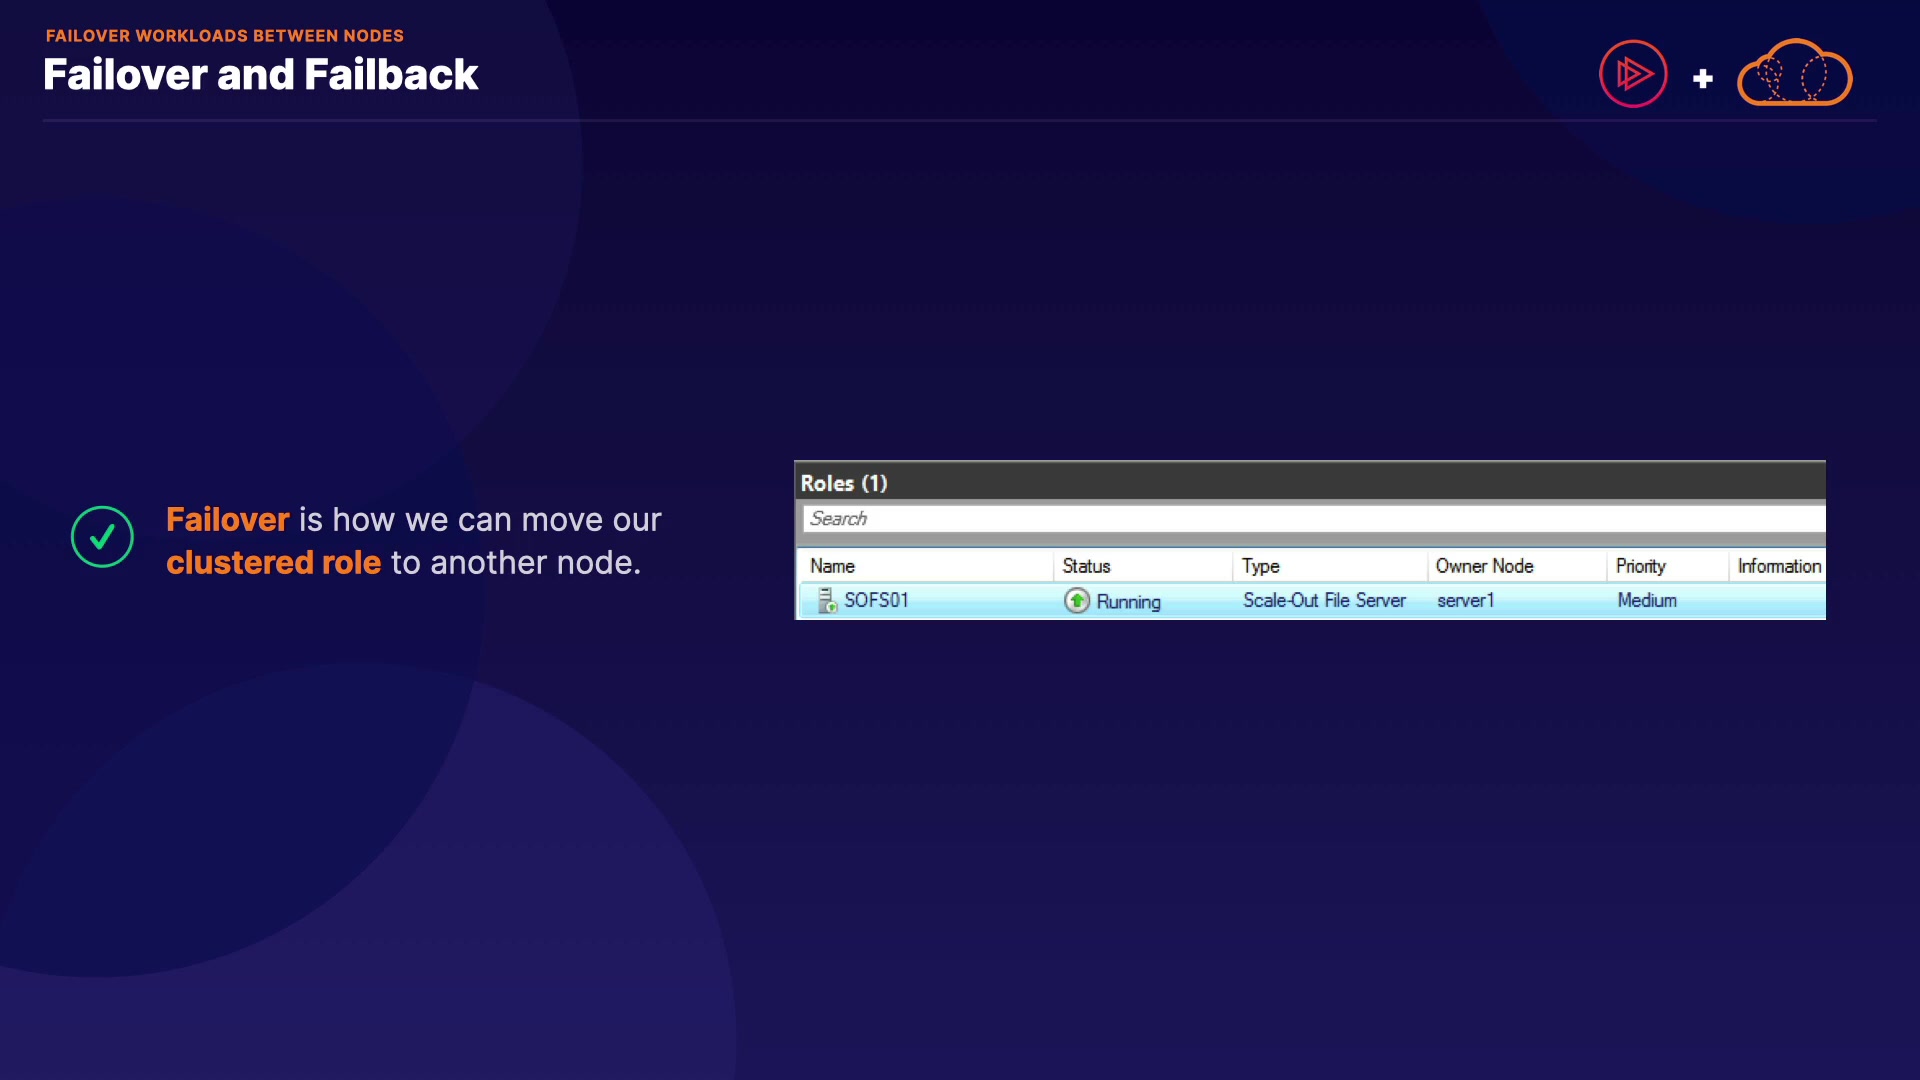 FAILOVER WORKLOADS BETWEEN NODES
Failover and Failback
Failover is how we can move our
clustered role to another node.
Roles (1)
Search
Name Status Type Owner Node Priority Information
SOFS01 Running Scale-Out File Server server1 Medium